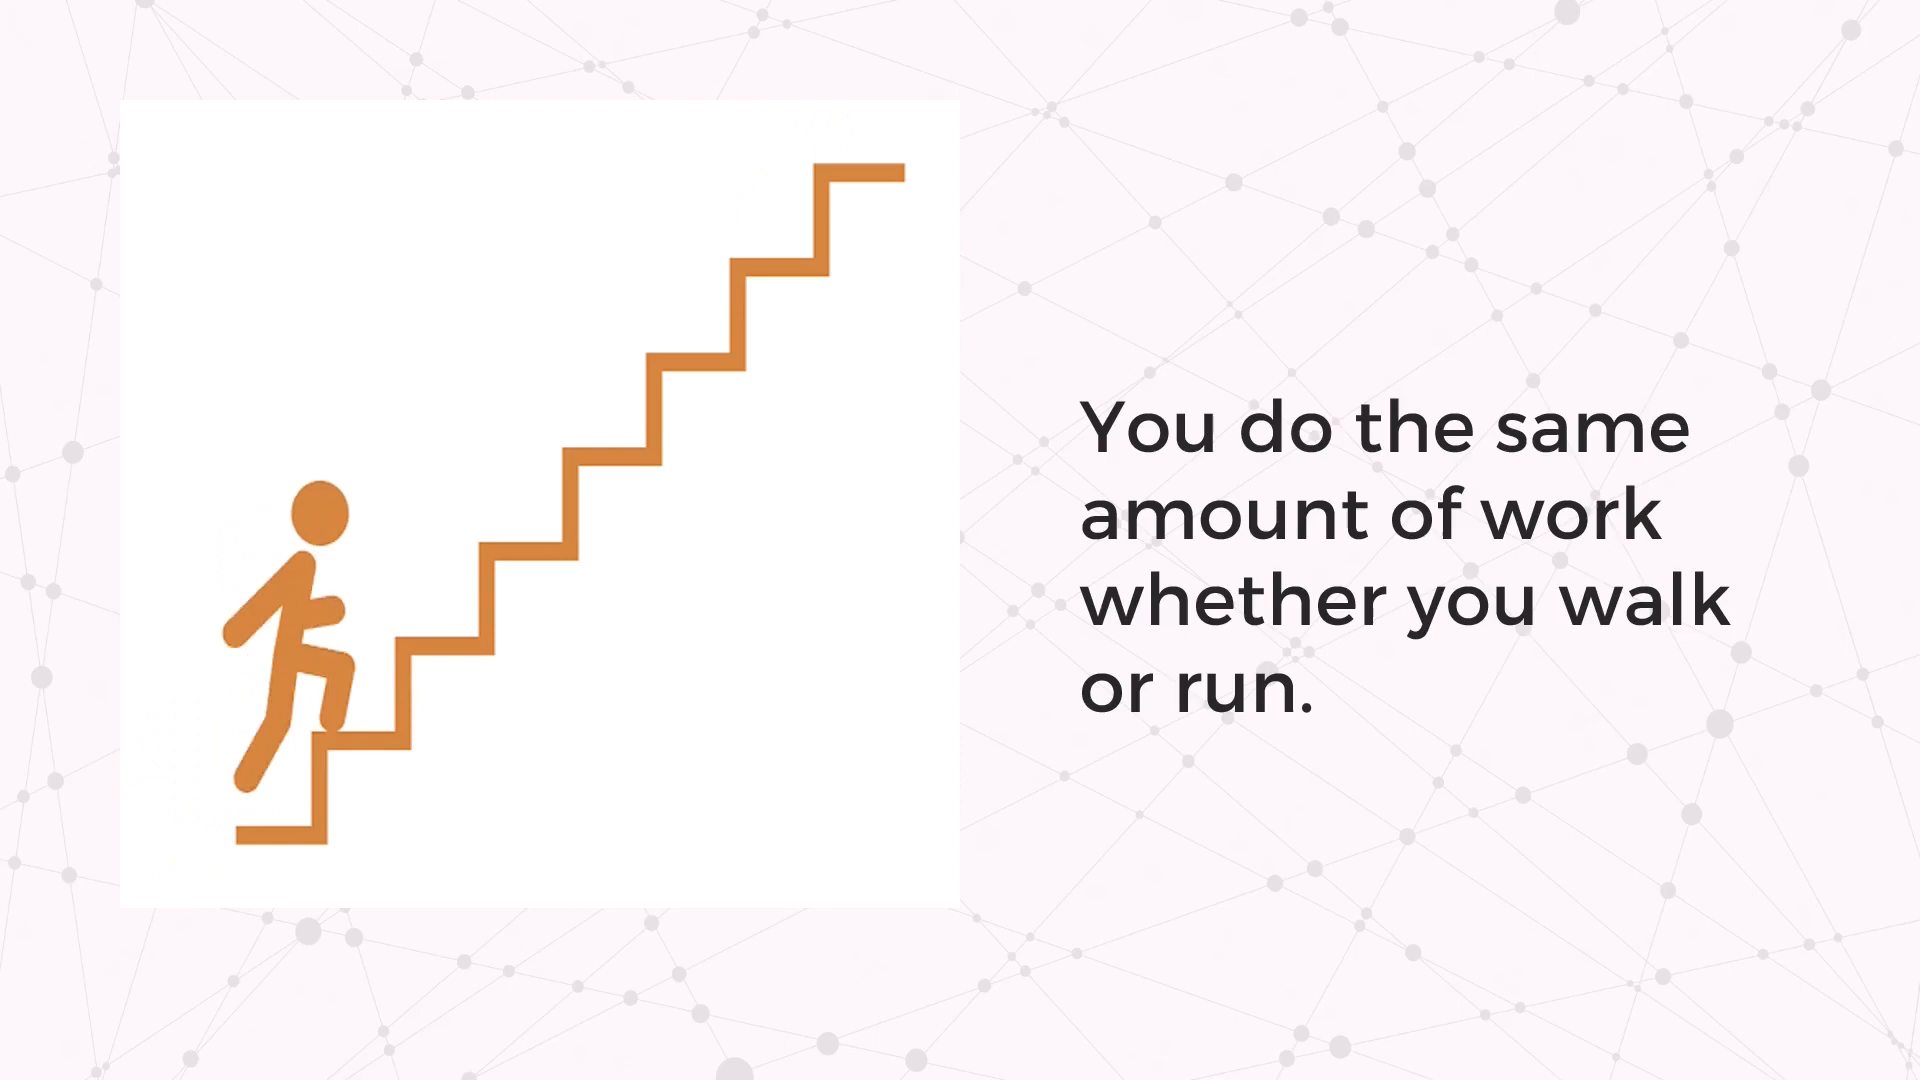 You do the same
amount of work
whether you walk
or run.